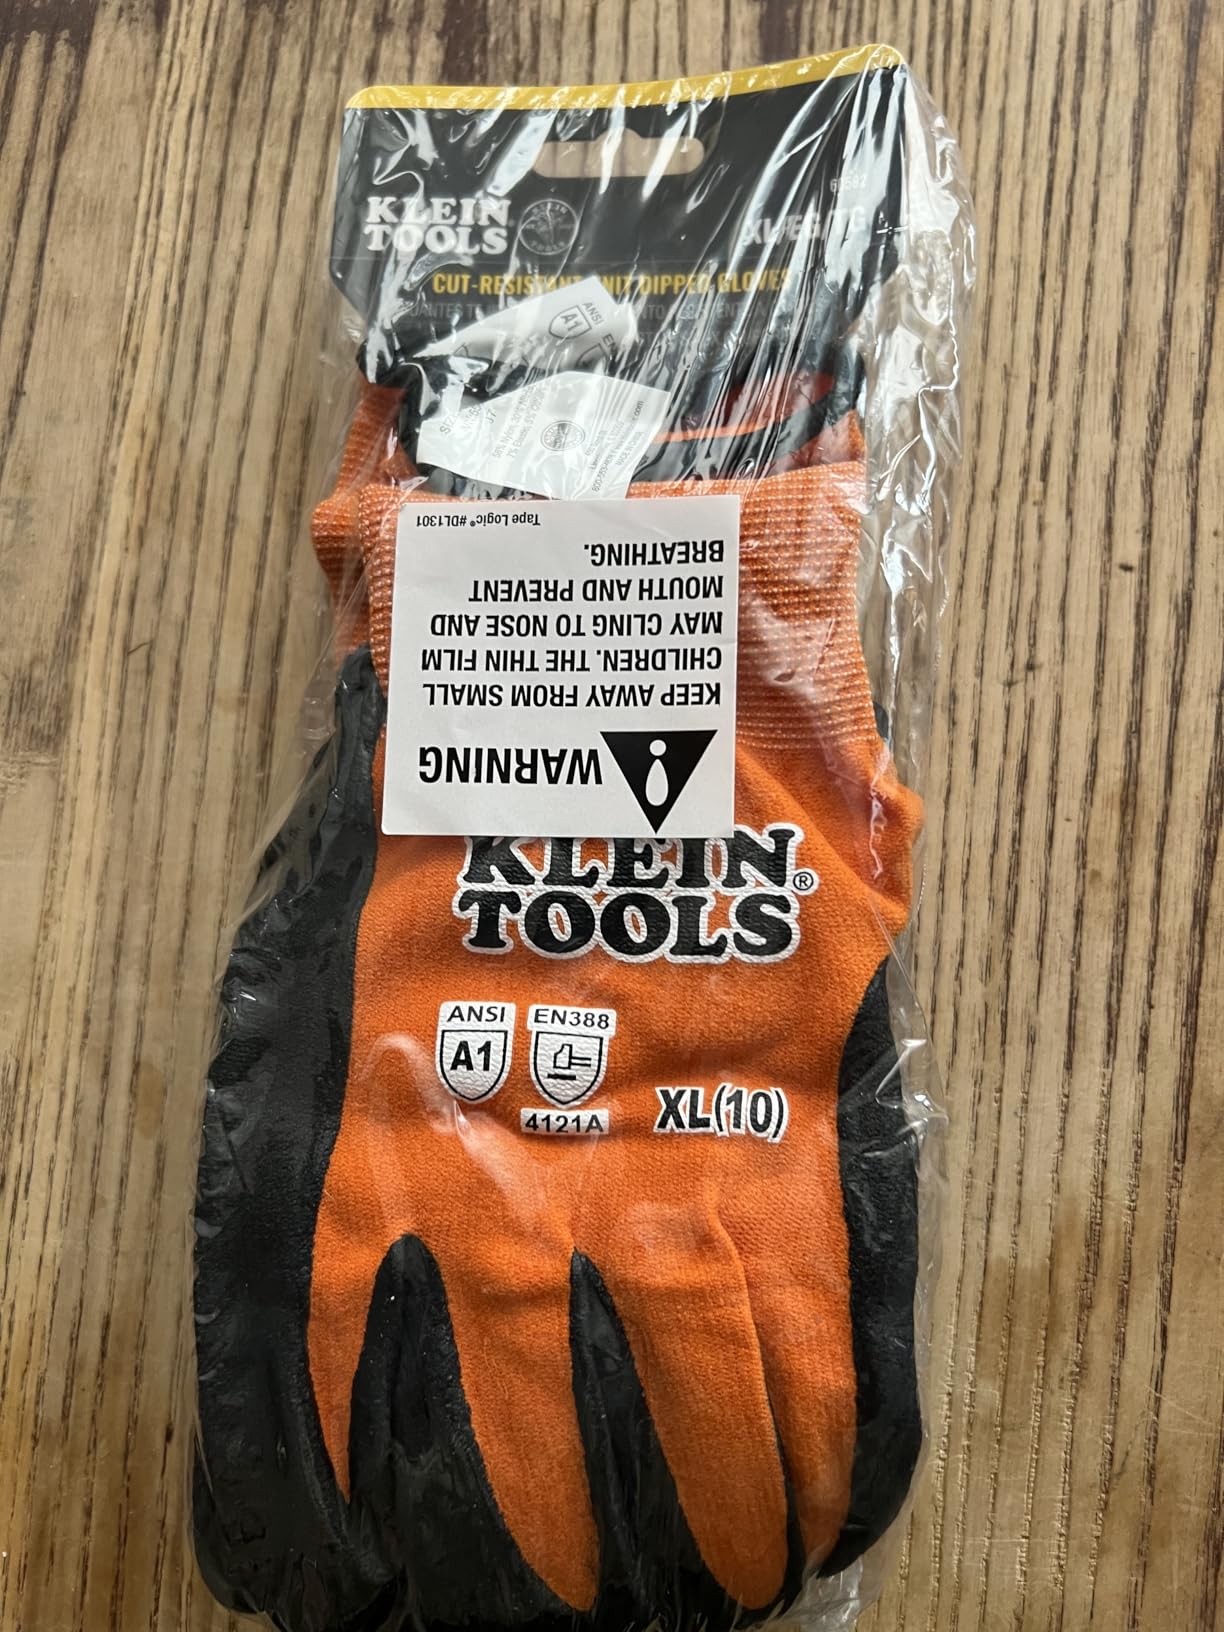 KLEIN
TOOLS
60582
XL/EG/TG
CUT-RESISTANT KNIT DIPPED GLOVES
ANSI
A1
Tape Logic® #DL1301
WARNING
KEEP AWAY FROM SMALL
CHILDREN. THE THIN FILM
MAY CLING TO NOSE AND
MOUTH AND PREVENT
BREATHING.
KLEIN
TOOLS®
ANSI
A1
EN388
4121A
XL(10)